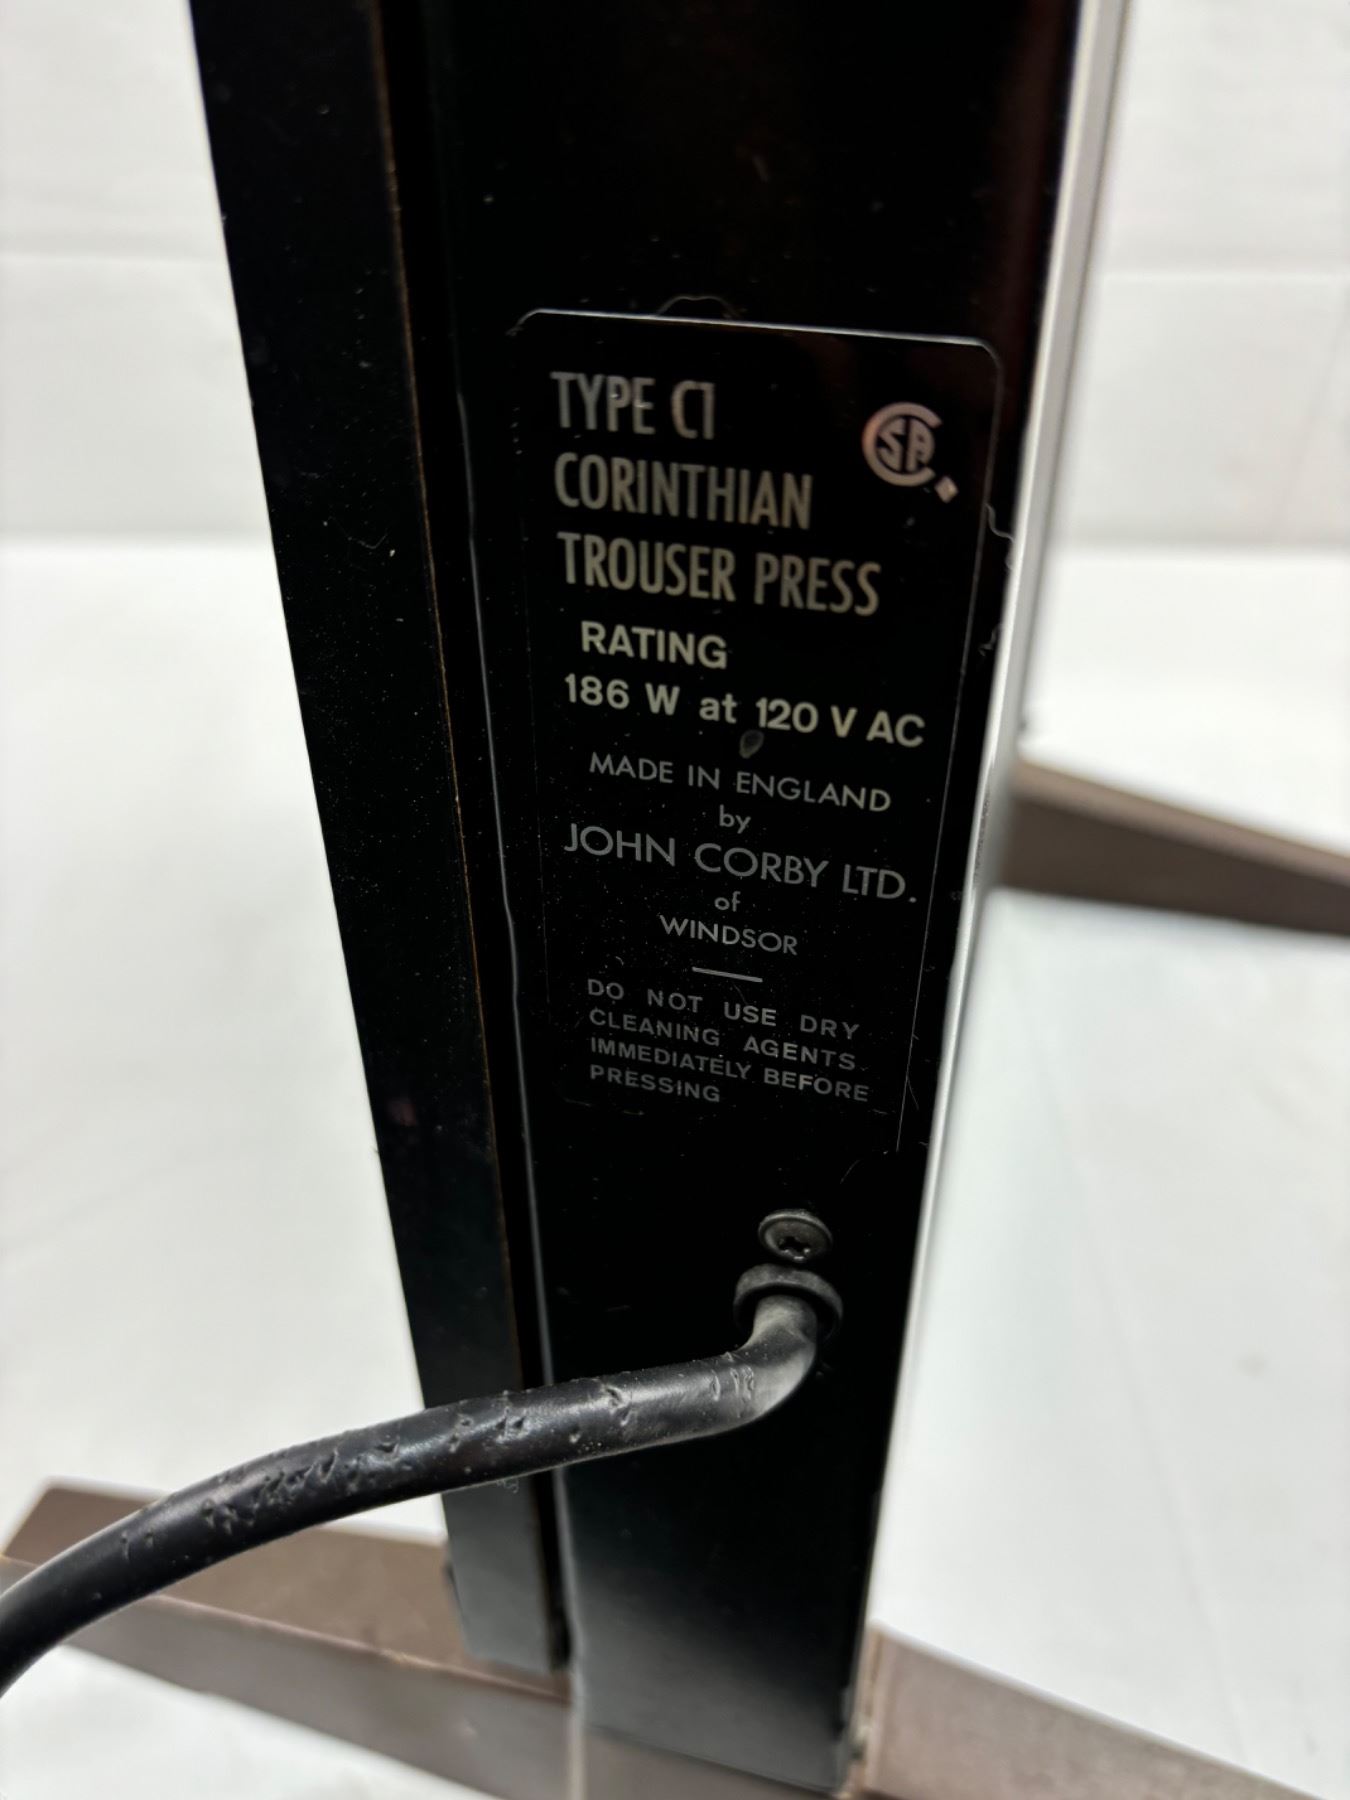 TYPE C1
CSA
CORINTHIAN
TROUSER PRESS
RATING
186 W at 120 V AC
MADE IN ENGLAND
by
JOHN CORBY LTD.
of
WINDSOR
DO NOT USE DRY
CLEANING AGENTS
IMMEDIATELY BEFORE
PRESSING